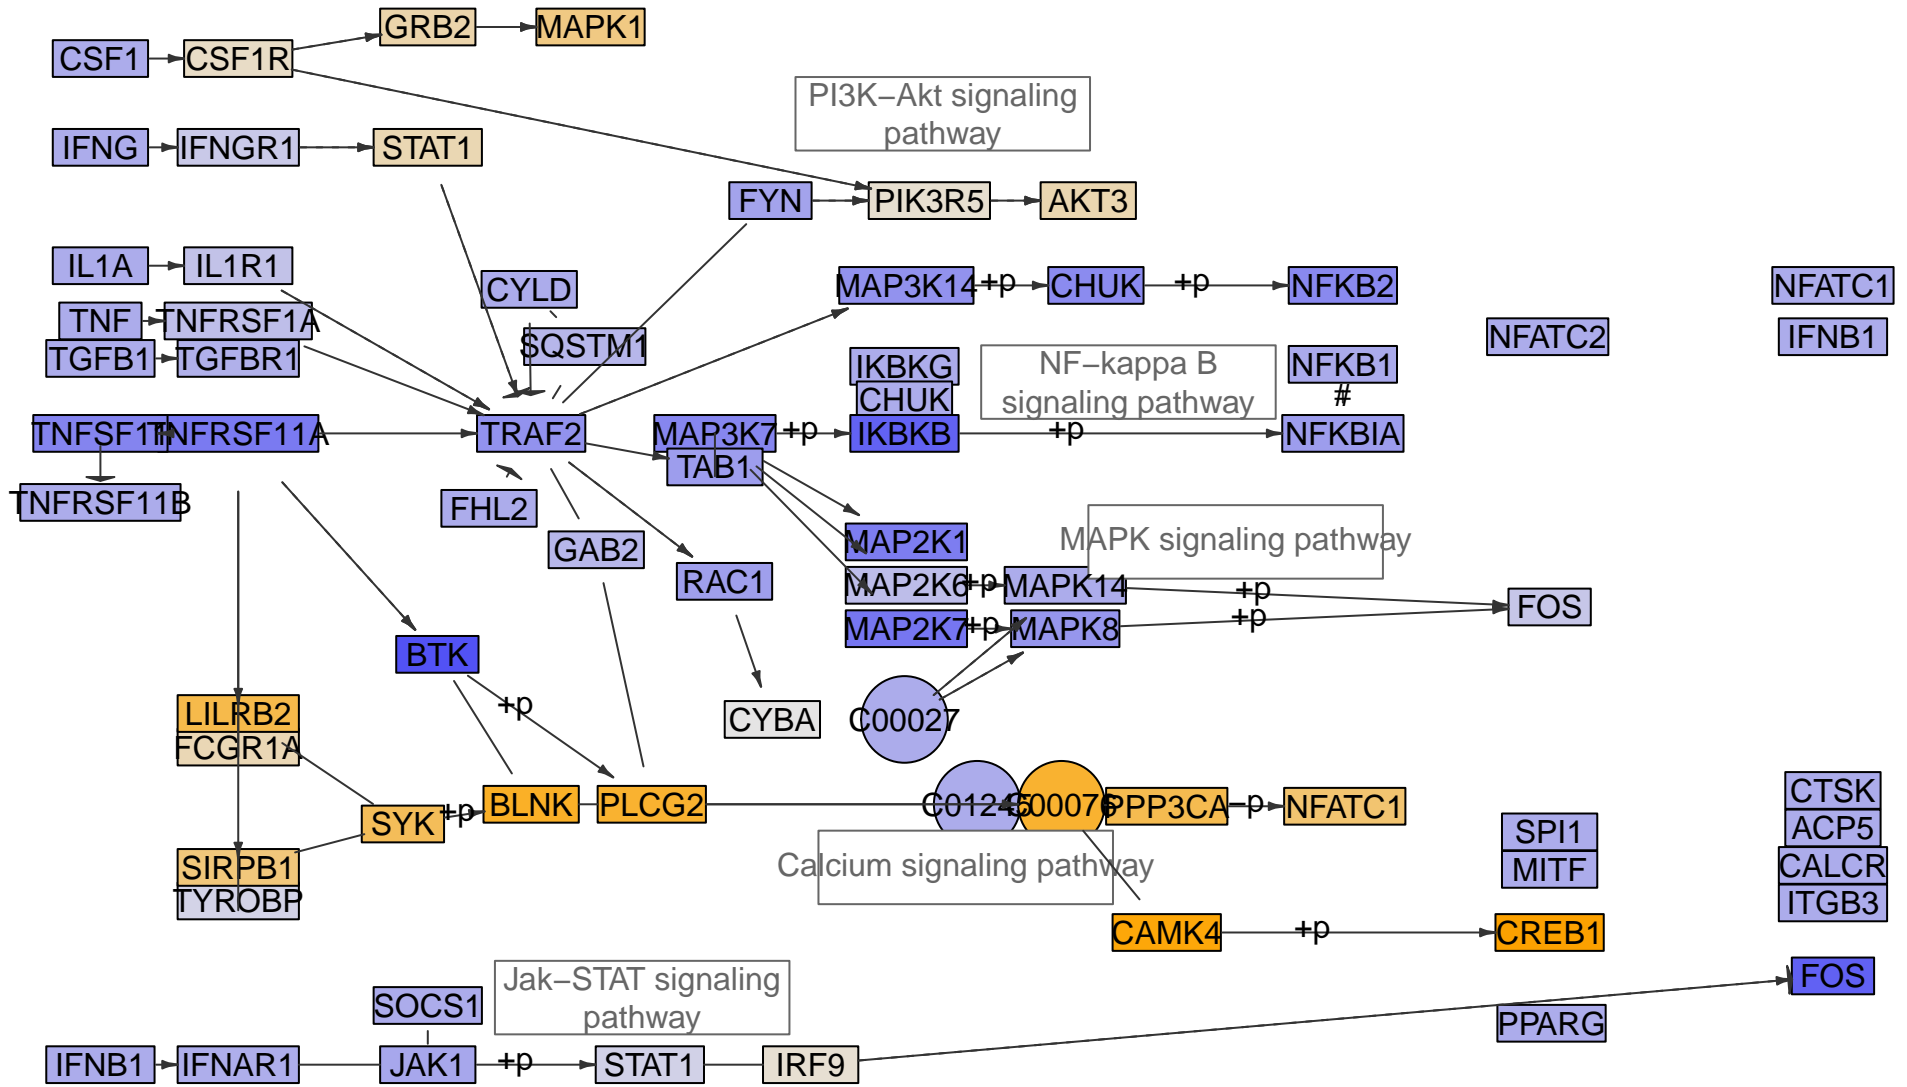 GRB2
MAPK1
CSF1
CSF1R
PI3K−Akt signaling
pathway
IFNG
IFNGR1
STAT1
FYN
PIK3R5
AKT3
IL1A
IL1R1
CYLD
MAP3K14
+p
CHUK
+p
NFKB2
NFATC1
TNF
TNFRSF1A
SQSTM1
NFATC2
IFNB1
TGFB1
TGFBR1
IKBKG
NF−kappa B
signaling pathway
NFKB1
CHUK
#
TNFSF11
TNFRSF11A
TRAF2
MAP3K7
+p
IKBKB
+p
NFKBIA
TAB1
TNFRSF11B
FHL2
GAB2
MAP2K1
MAPK signaling pathway
RAC1
MAP2K6
+p
MAPK14
+p
FOS
MAP2K7
+p
MAPK8
+p
BTK
+p
LILRB2
FCGR1A
CYBA
C00027
SYK
+p
BLNK
PLCG2
C01245
C00076
PPP3CA
−p
NFATC1
CTSK
SPI1
ACP5
SIRPB1
Calcium signaling pathway
MITF
CALCR
TYROBP
ITGB3
CAMK4
+p
CREB1
Jak−STAT signaling
pathway
FOS
SOCS1
PPARG
IFNB1
IFNAR1
JAK1
+p
STAT1
IRF9